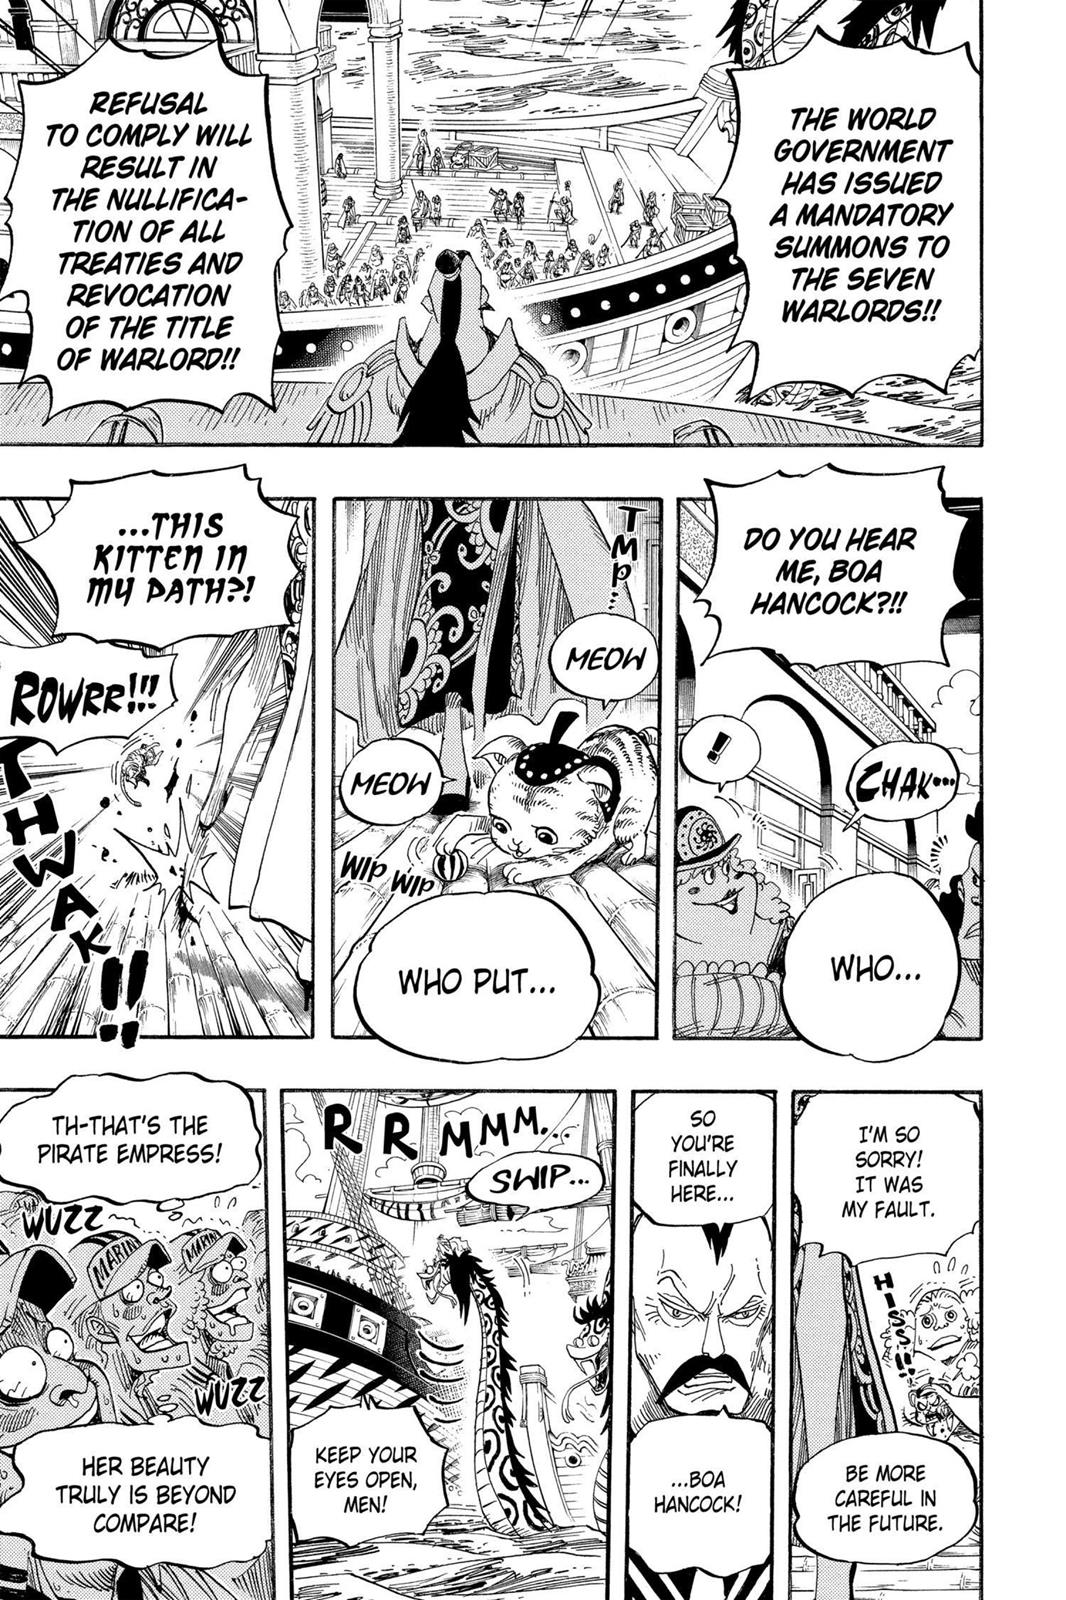 THE WORLD
GOVERNMENT
HAS ISSUED
A MANDATORY
SUMMONS TO
THE SEVEN
WARLORDS!!
REFUSAL
TO COMPLY WILL
RESULT IN
THE NULLIFICA-
TION OF ALL
TREATIES AND
REVOCATION
OF THE TITLE
OF WARLORD!!
DO YOU HEAR
ME, BOA
HANCOCK?!!
!
CHAK...
WHO...
TMP...
MEOW
MEOW
WIP WIP
WHO PUT...
...THIS
KITTEN IN
MY PATH?!
ROWRR!!!
THWAK!!
I'M SO
SORRY!
IT WAS
MY FAULT.
HISS!!!
BE MORE
CAREFUL IN
THE FUTURE.
SO
YOU'RE
FINALLY
HERE...
...BOA
HANCOCK!
RRMMM...
SWIP...
KEEP YOUR
EYES OPEN,
MEN!
TH-THAT'S THE
PIRATE EMPRESS!
WUZZ
MARIN
MARIN
WUZZ
HER BEAUTY
TRULY IS BEYOND
COMPARE!